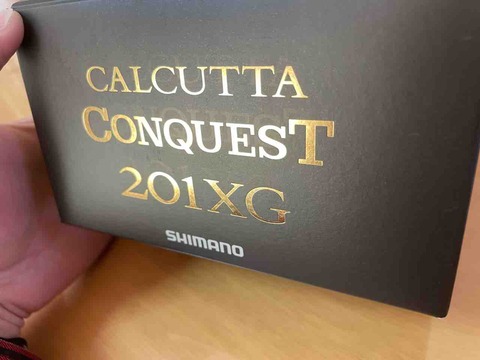 CALCUTTA
CONQUEST
201XG
SHIMANO